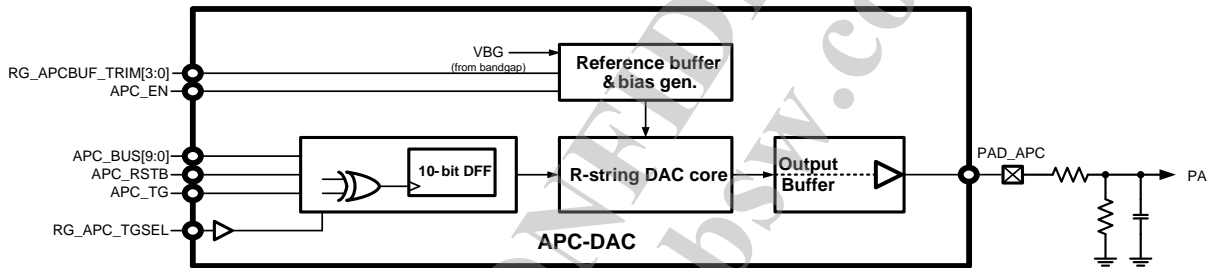 VBG
(from bandgap)
Reference buffer
& bias gen.
RG_APCBUF_TRIM[3:0]
APC_EN
APC_BUS[9:0]
APC_RSTB
APC_TG
RG_APC_TGSEL
10-bit DFF
R-string DAC core
Output
Buffer
PAD_APC
PA
APC-DAC